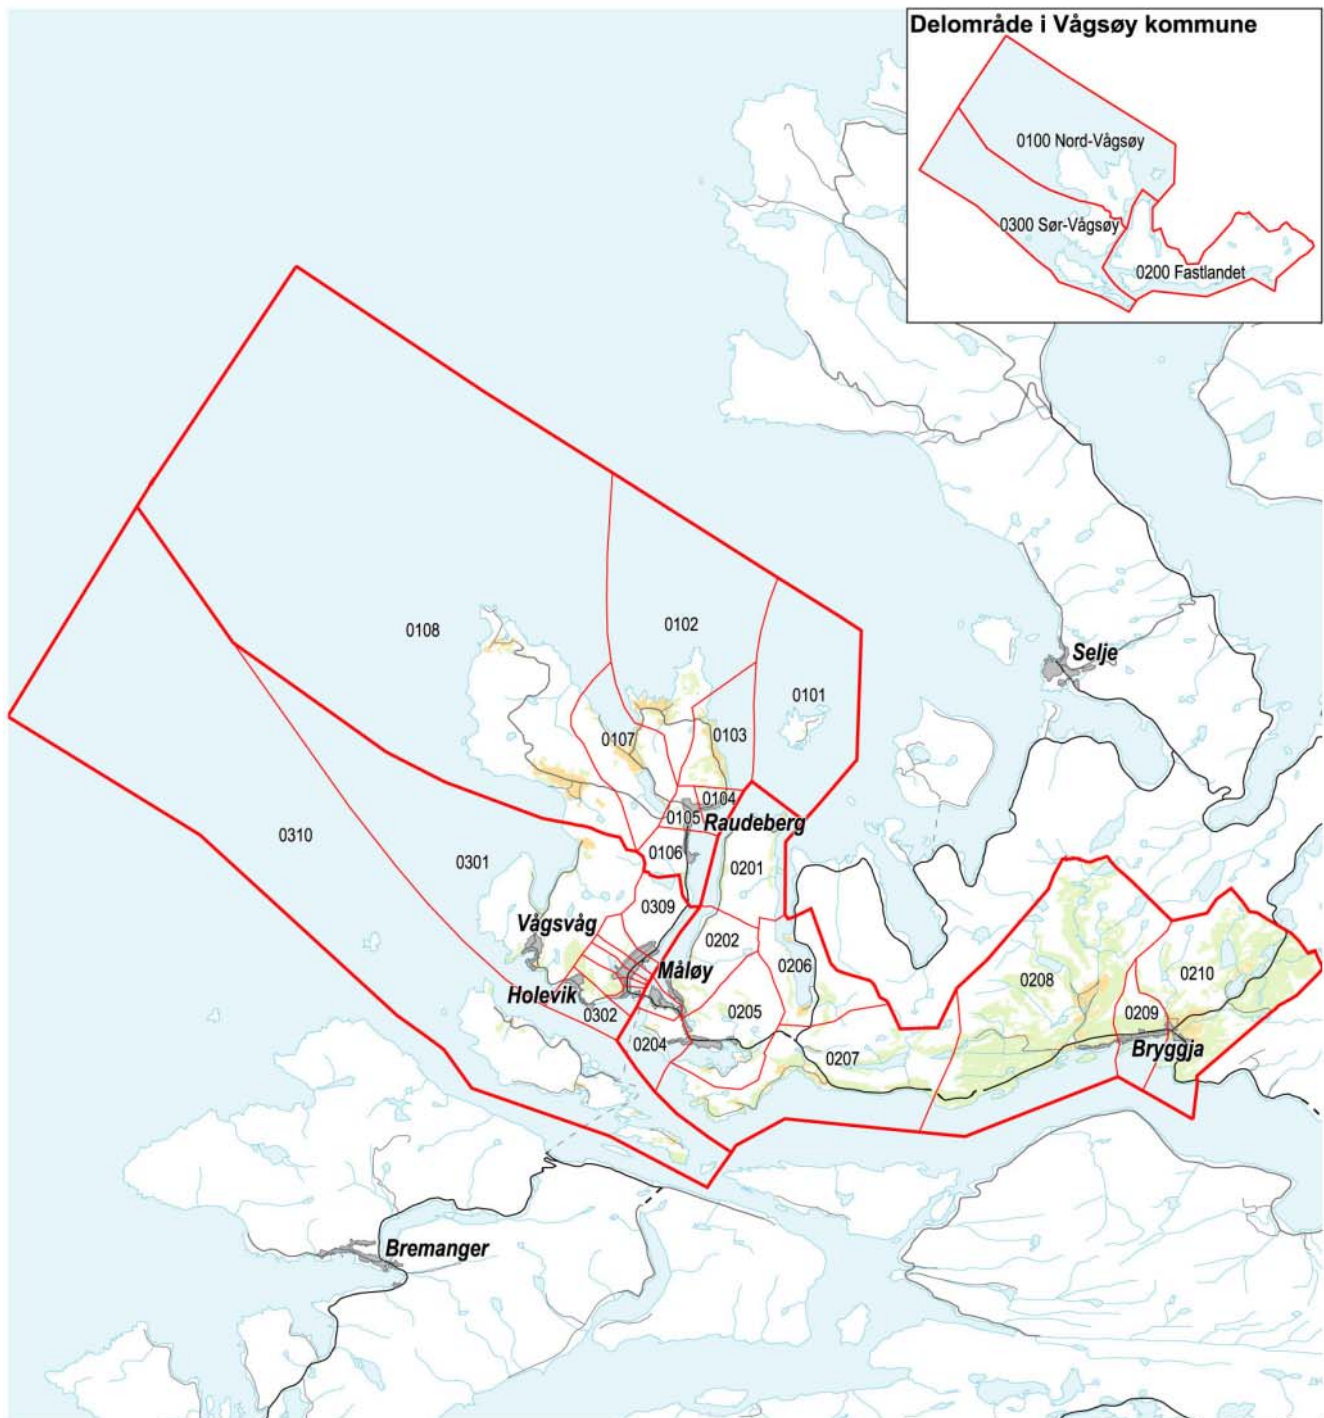 Delområde i Vågsøy kommune
0100 Nord-Vågsøy
0300 Sør-Vågsøy
0200 Fastlandet
0108
0102
Selje
0101
0107
0103
0104
0105
Raudeberg
0310
0301
0106
0201
0309
Vågsvåg
0202
0206
0208
0210
Måløy
Holevik
0302
0205
0209
0204
0207
Bryggja
Bremanger